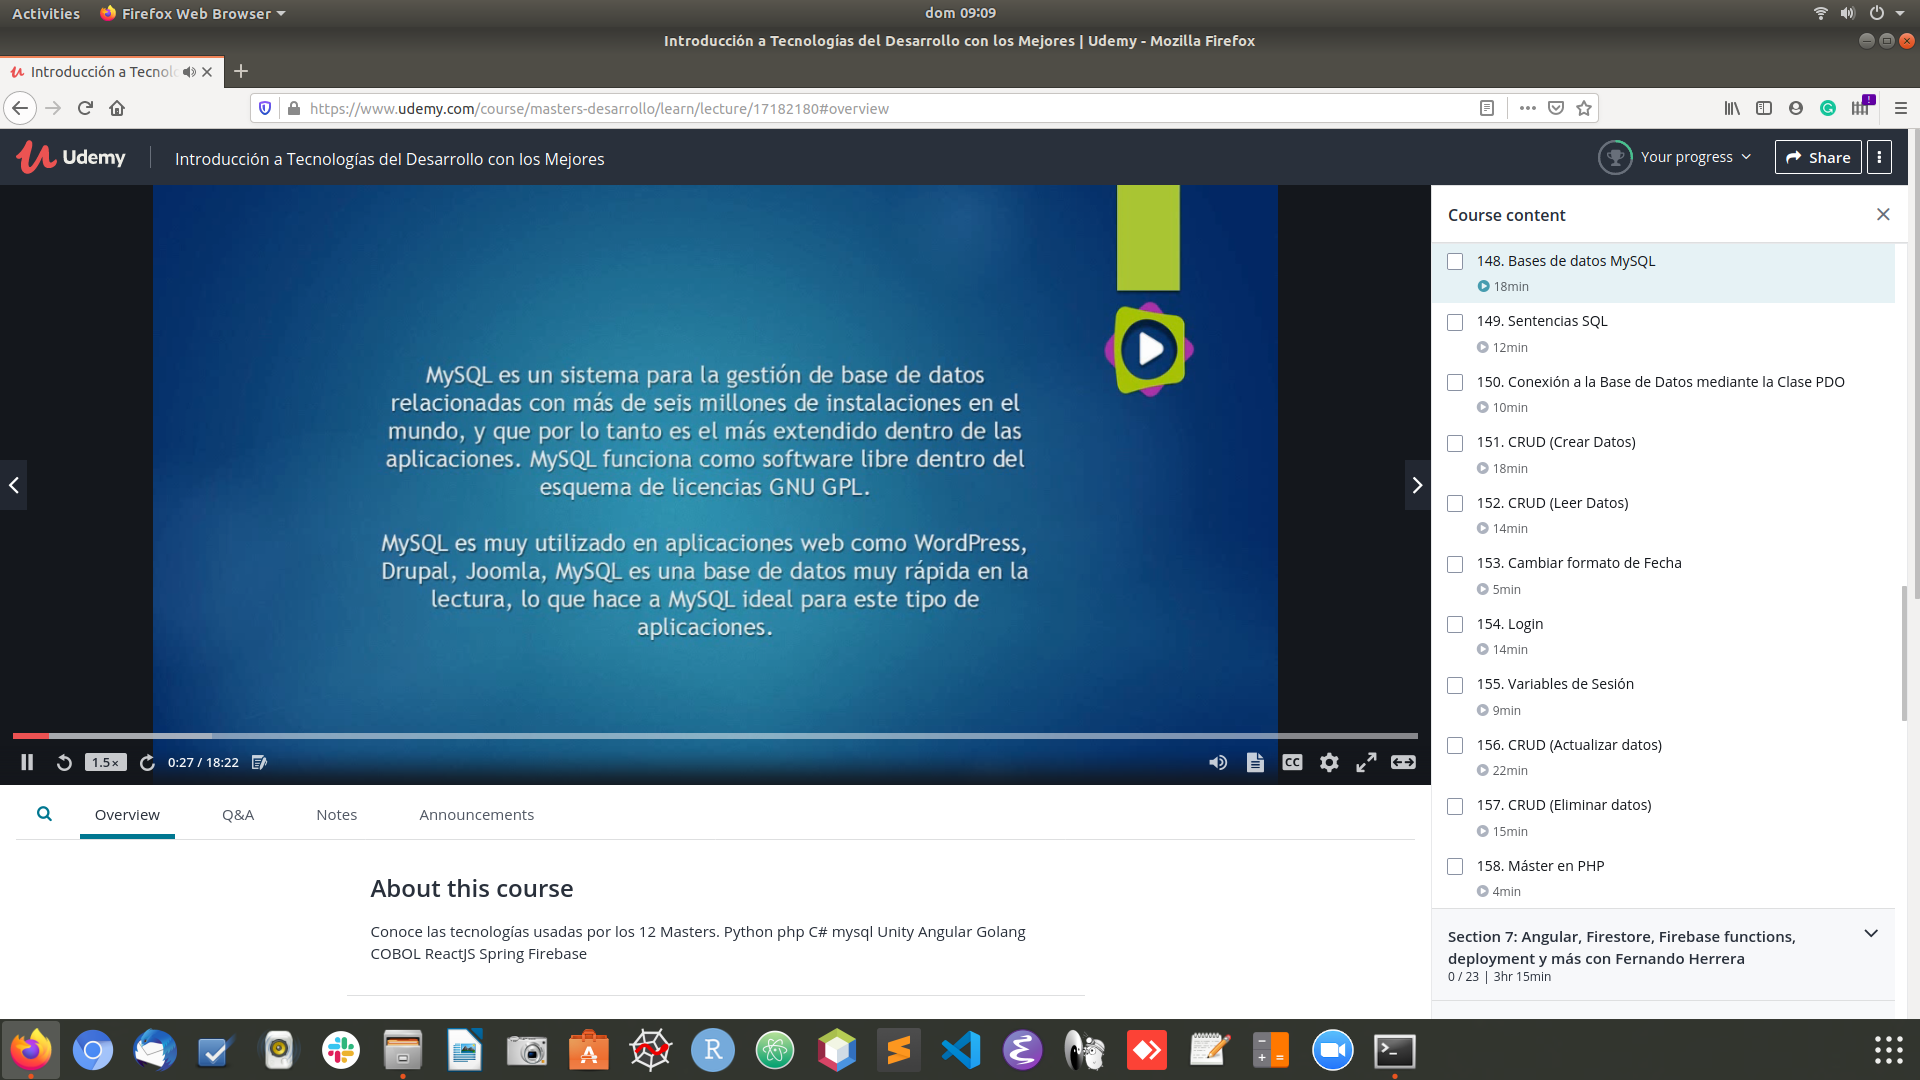 Activities
Firefox Web Browser
dom 09:09
Introducción a Tecnologías del Desarrollo con los Mejores | Udemy - Mozilla Firefox
Introducción a Tecnolo
https://www.udemy.com/course/masters-desarrollo/learn/lecture/17182180#overview
Udemy
Introducción a Tecnologías del Desarrollo con los Mejores
Your progress
Share
MySQL es un sistema para la gestión de base de datos
relacionadas con más de seis millones de instalaciones en el
mundo, y que por lo tanto es el más extendido dentro de las
aplicaciones. MySQL funciona como software libre dentro del
esquema de licencias GNU GPL.
MySQL es muy utilizado en aplicaciones web como WordPress,
Drupal, Joomla, MySQL es una base de datos muy rápida en la
lectura, lo que hace a MySQL ideal para este tipo de
aplicaciones.
1.5×
0:27 / 18:22
CC
Course content
148. Bases de datos MySQL
18min
149. Sentencias SQL
12min
150. Conexión a la Base de Datos mediante la Clase PDO
10min
151. CRUD (Crear Datos)
18min
152. CRUD (Leer Datos)
14min
153. Cambiar formato de Fecha
5min
154. Login
14min
155. Variables de Sesión
9min
156. CRUD (Actualizar datos)
22min
157. CRUD (Eliminar datos)
15min
158. Máster en PHP
4min
Section 7: Angular, Firestore, Firebase functions,
deployment y más con Fernando Herrera
0 / 23 | 3hr 15min
Overview
Q&A
Notes
Announcements
About this course
Conoce las tecnologías usadas por los 12 Masters. Python php C# mysql Unity Angular Golang
COBOL ReactJS Spring Firebase